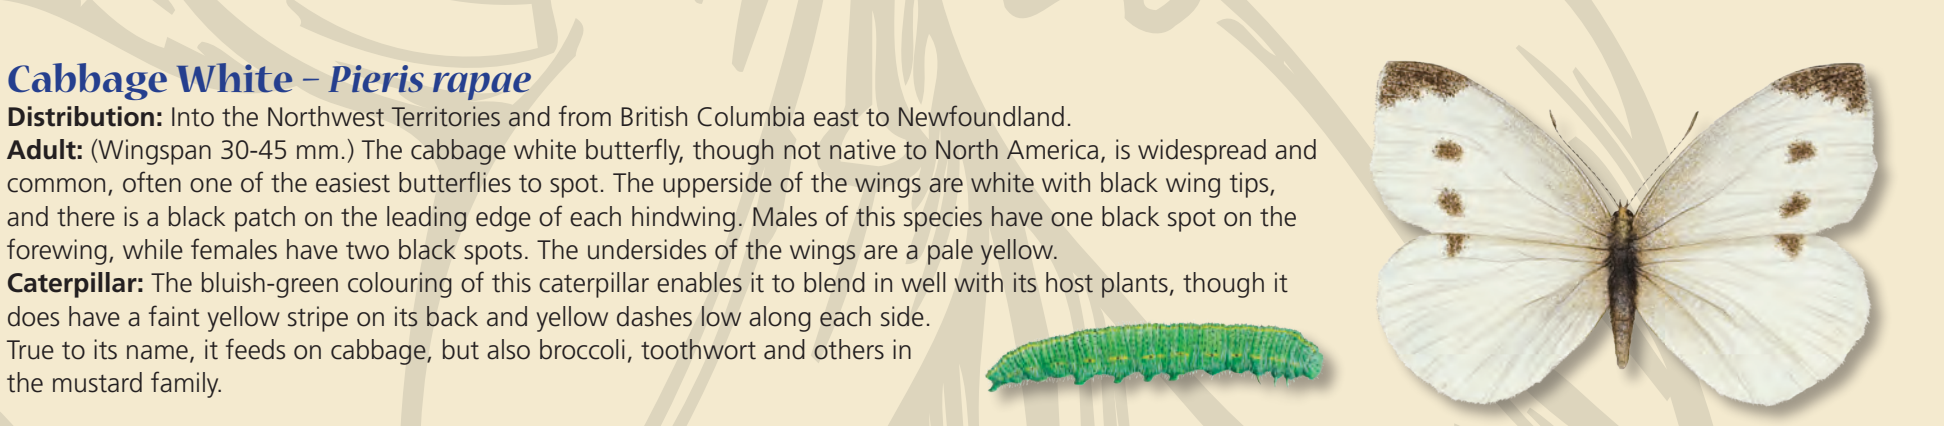 Cabbage White – Pieris rapae
Distribution: Into the Northwest Territories and from British Columbia east to Newfoundland.
Adult: (Wingspan 30-45 mm.) The cabbage white butterfly, though not native to North America, is widespread and
common, often one of the easiest butterflies to spot. The upperside of the wings are white with black wing tips,
and there is a black patch on the leading edge of each hindwing. Males of this species have one black spot on the
forewing, while females have two black spots. The undersides of the wings are a pale yellow.
Caterpillar: The bluish-green colouring of this caterpillar enables it to blend in well with its host plants, though it
does have a faint yellow stripe on its back and yellow dashes low along each side.
True to its name, it feeds on cabbage, but also broccoli, toothwort and others in
the mustard family.